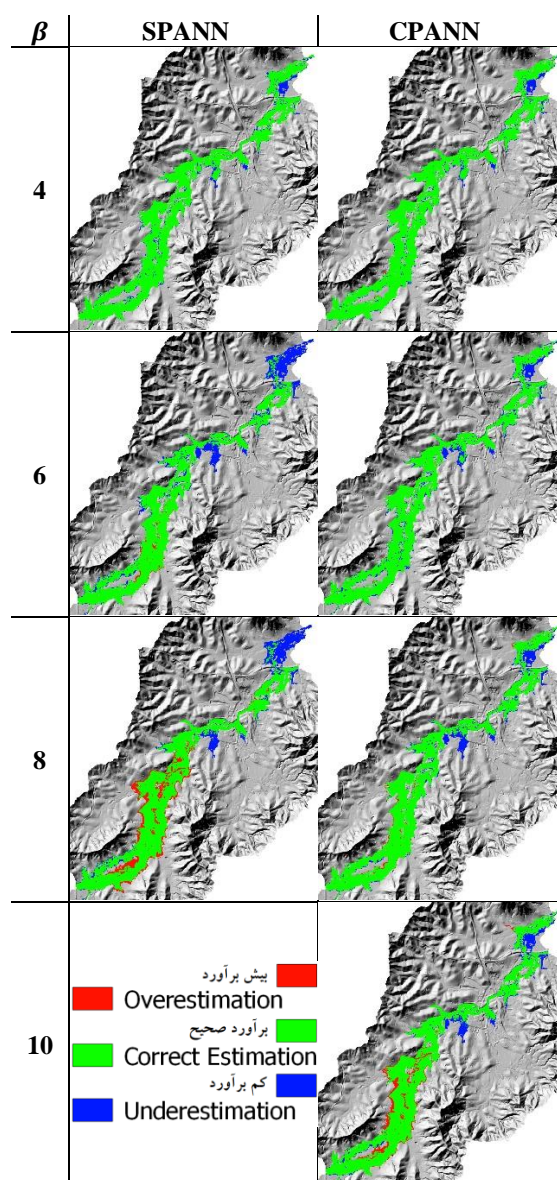 β SPANN CPANN
4
6
8
10
بیش برآورد
Overestimation
برآورد صحیح
Correct Estimation
کم برآورد
Underestimation